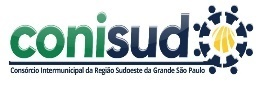 conisud
Consórcio Intermunicipal da Região Sudoeste da Grande São Paulo